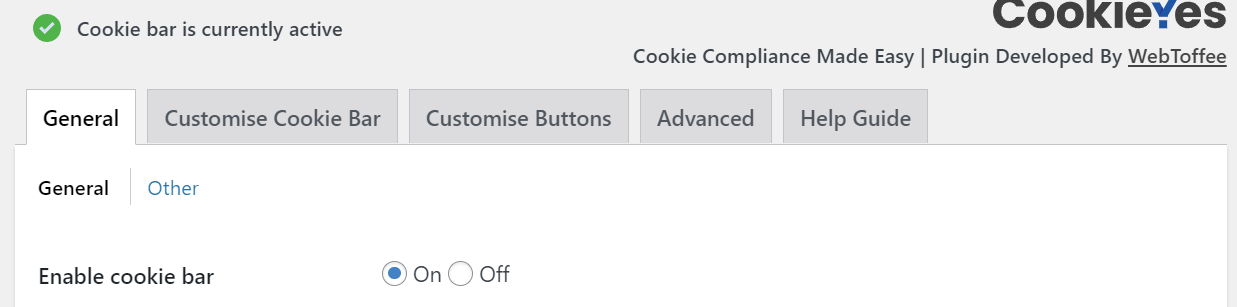 CookieYes
Cookie bar is currently active
Cookie Compliance Made Easy | Plugin Developed By WebToffee
General Customise Cookie Bar Customise Buttons Advanced Help Guide
General Other
Enable cookie bar On Off